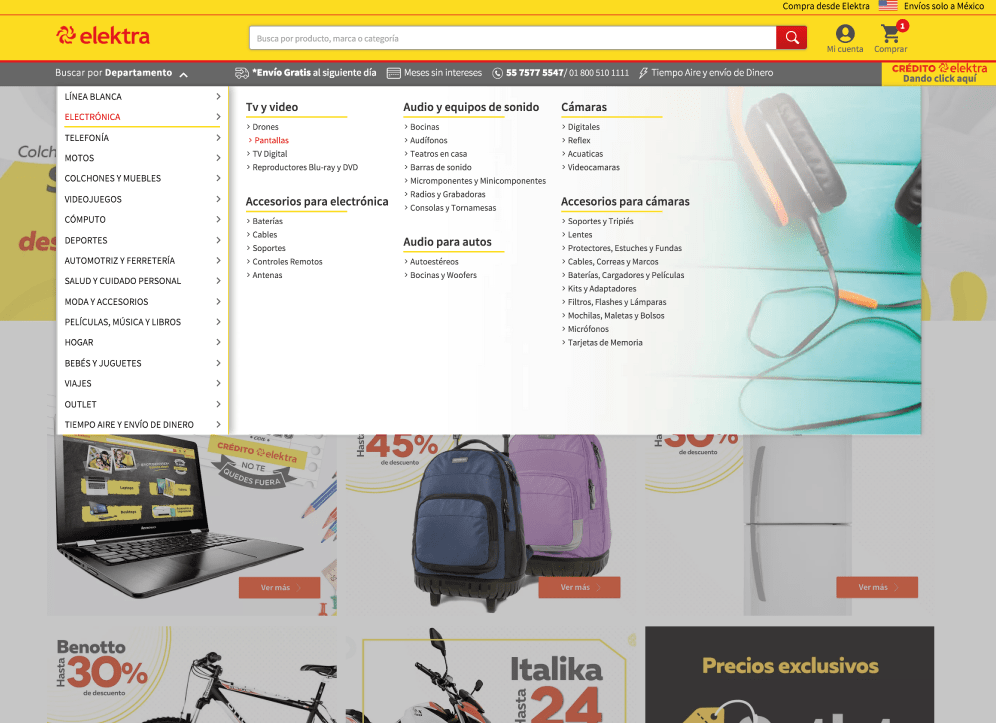 Compra desde Elektra
Envíos solo a México
elektra
Busca por producto, marca o categoría
1
Mi cuenta
Comprar
Buscar por Departamento
*Envío Gratis al siguiente día
Meses sin intereses
55 7577 5547/ 01 800 510 1111
Tiempo Aire y envío de Dinero
CRÉDITO elektra
Dando click aquí
LÍNEA BLANCA
ELECTRÓNICA
TELEFONÍA
MOTOS
COLCHONES Y MUEBLES
VIDEOJUEGOS
CÓMPUTO
DEPORTES
AUTOMOTRIZ Y FERRETERÍA
SALUD Y CUIDADO PERSONAL
MODA Y ACCESORIOS
PELÍCULAS, MÚSICA Y LIBROS
HOGAR
BEBÉS Y JUGUETES
VIAJES
OUTLET
TIEMPO AIRE Y ENVÍO DE DINERO
Tv y video
> Drones
> Pantallas
> TV Digital
> Reproductores Blu-ray y DVD
Accesorios para electrónica
> Baterías
> Cables
> Soportes
> Controles Remotos
> Antenas
Audio y equipos de sonido
> Bocinas
> Audífonos
> Teatros en casa
> Barras de sonido
> Micromponentes y Minicomponentes
> Radios y Grabadoras
> Consolas y Tornamesas
Audio para autos
> Autoestéreos
> Bocinas y Woofers
Cámaras
> Digitales
> Reflex
> Acuaticas
> Videocamaras
Accesorios para cámaras
> Soportes y Tripiés
> Lentes
> Protectores, Estuches y Fundas
> Cables, Correas y Marcos
> Baterías, Cargadores y Películas
> Kits y Adaptadores
> Filtros, Flashes y Lámparas
> Mochilas, Maletas y Bolsos
> Micrófonos
> Tarjetas de Memoria
Colch
des
CRÉDITO elektra
NO TE
QUEDES FUERA
Ver más
Hasta
45%
de descuento
Ver más
30%
de descuento
Ver más
Benotto
Hasta
30%
de descuento
Italika
Hasta
24
Precios exclusivos
outlet